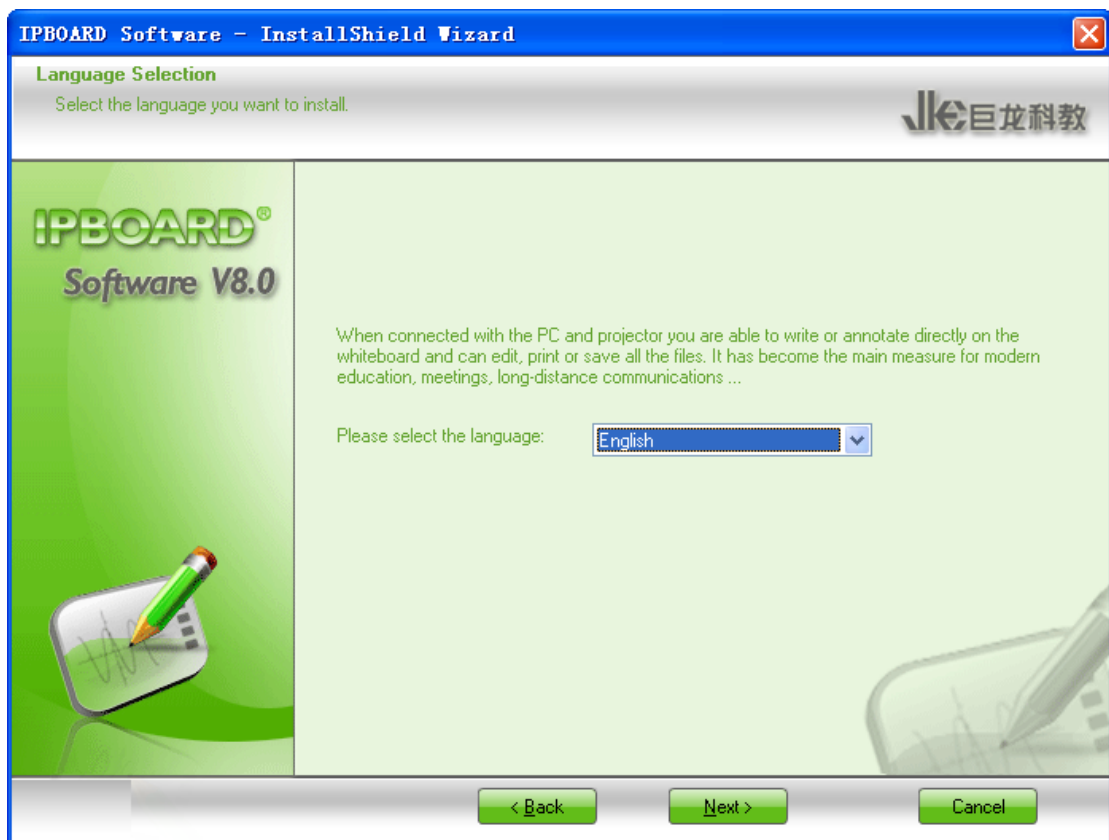 IPBOARD Software - InstallShield Wizard
Language Selection
Select the language you want to install.
JKE巨龙科教
IPBOARD®
Software V8.0
When connected with the PC and projector you are able to write or annotate directly on the
whiteboard and can edit, print or save all the files. It has become the main measure for modern
education, meetings, long-distance communications ...
Please select the language:
English
< Back
Next >
Cancel